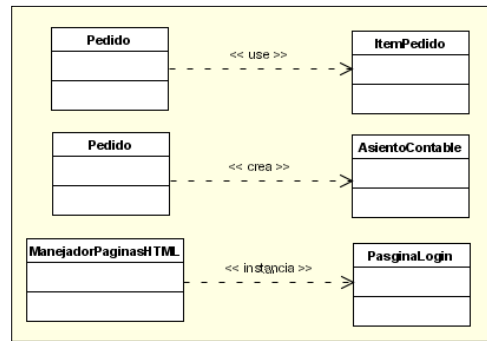 Pedido
<< use >>
ItemPedido
Pedido
<< crea >>
AsientoContable
ManejadorPaginasHTML
<< instancia >>
PasginaLogin